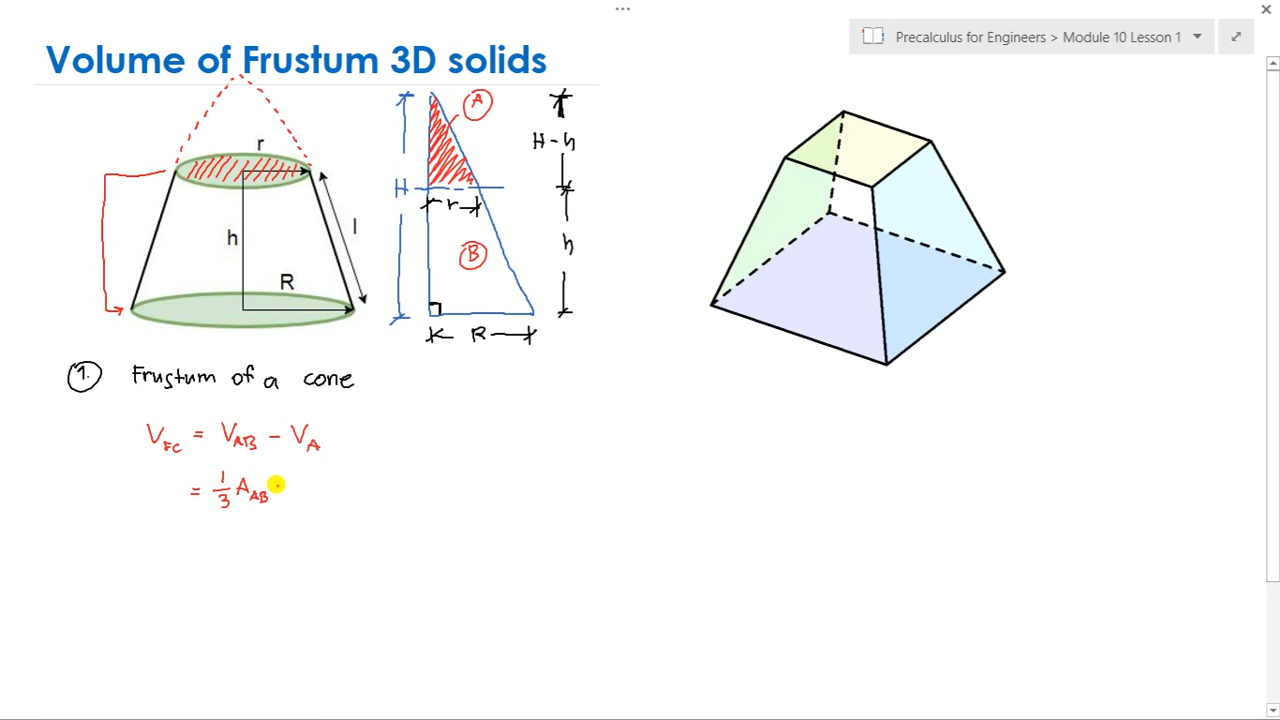 ...
Volume of Frustum 3D solids
Precalculus for Engineers > Module 10 Lesson 1
r
h
l
R
A
H-h
H
r
h
B
R
1. Frustum of a cone
V_FC = V_AB - V_A
= 1/3 A_AB